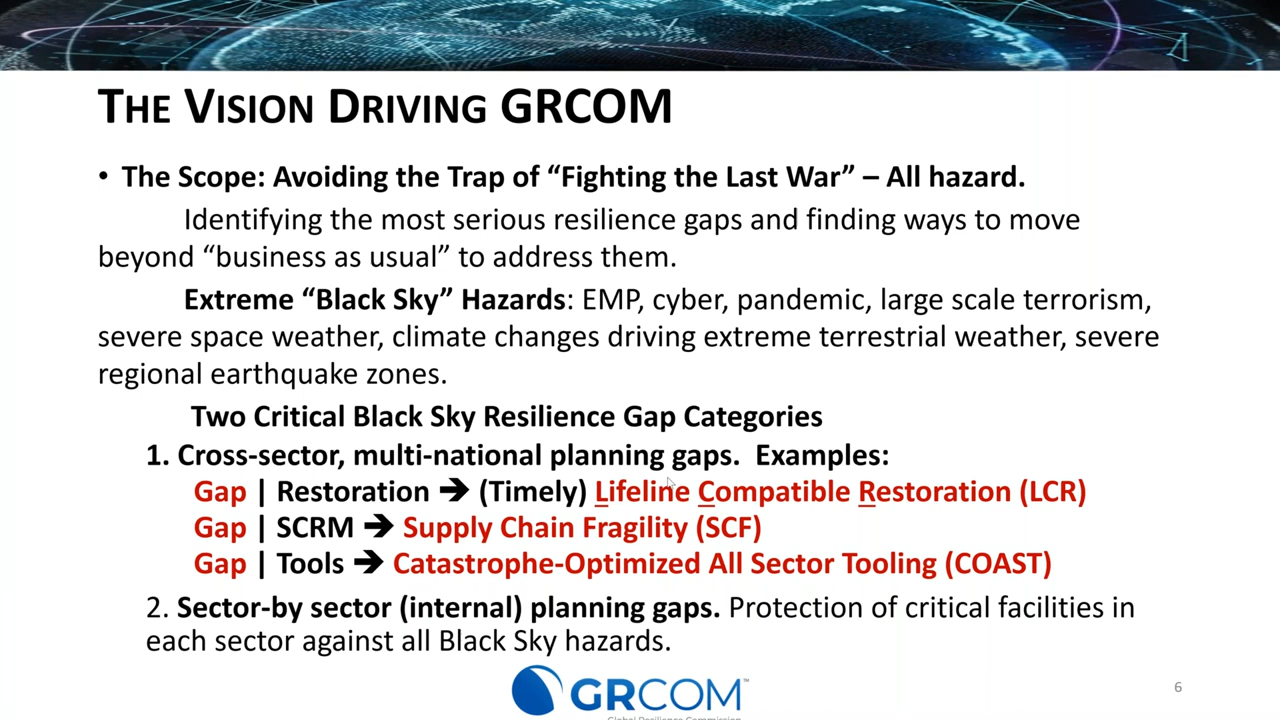 THE VISION DRIVING GRCOM
• The Scope: Avoiding the Trap of “Fighting the Last War” – All hazard.
Identifying the most serious resilience gaps and finding ways to move
beyond “business as usual” to address them.
Extreme “Black Sky” Hazards: EMP, cyber, pandemic, large scale terrorism,
severe space weather, climate changes driving extreme terrestrial weather, severe
regional earthquake zones.
Two Critical Black Sky Resilience Gap Categories
1. Cross-sector, multi-national planning gaps. Examples:
Gap | Restoration ➔ (Timely) Lifeline Compatible Restoration (LCR)
Gap | SCRM ➔ Supply Chain Fragility (SCF)
Gap | Tools ➔ Catastrophe-Optimized All Sector Tooling (COAST)
2. Sector-by sector (internal) planning gaps. Protection of critical facilities in
each sector against all Black Sky hazards.
GRCOM™
Global Resilience Commission
6